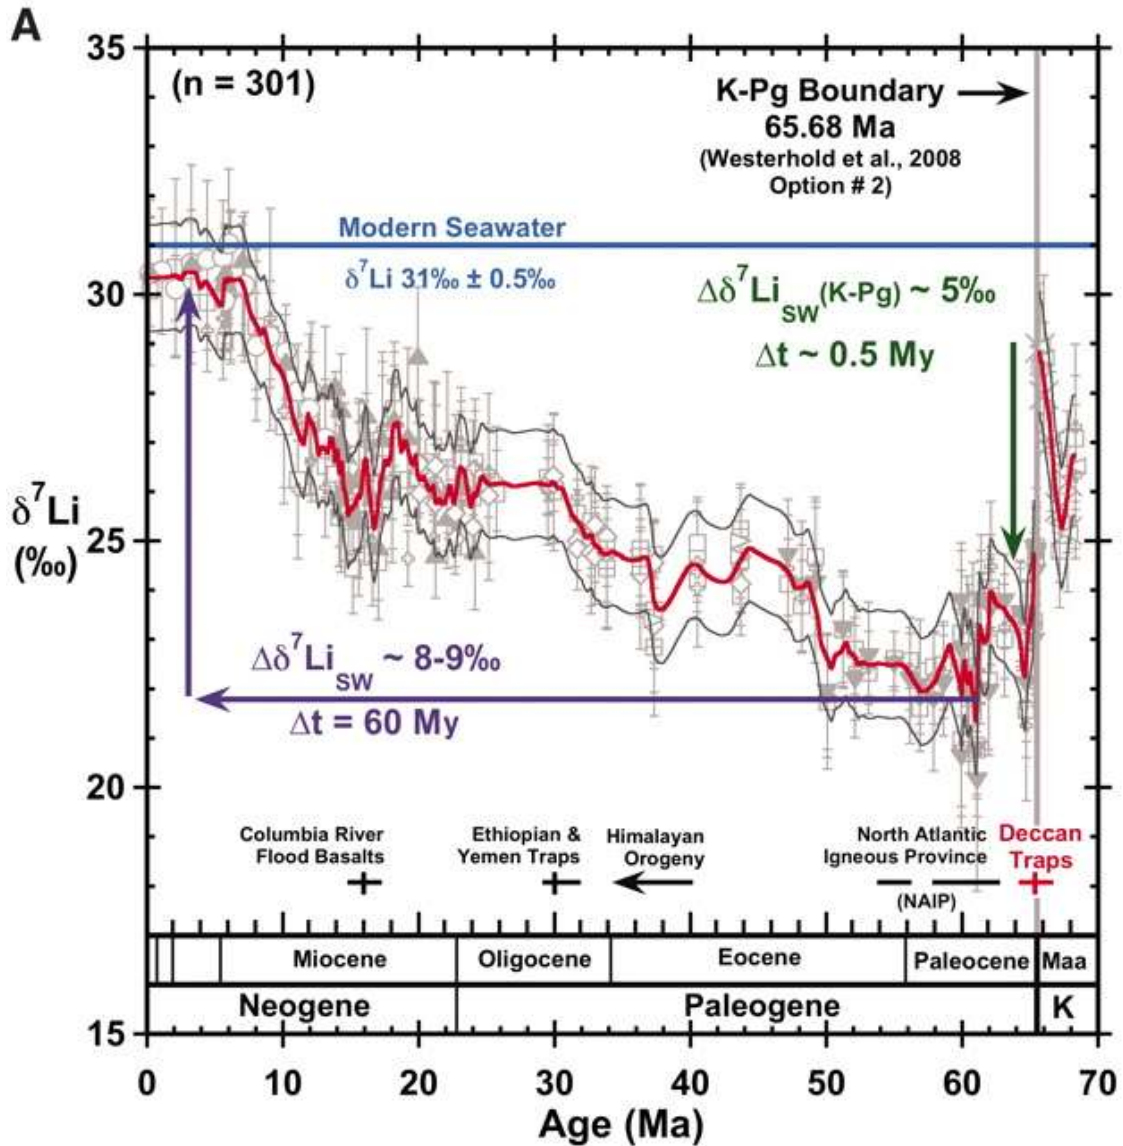 A
35
(n = 301)
K-Pg Boundary
65.68 Ma
(Westerhold et al., 2008
Option # 2)
Modern Seawater
δ⁷Li 31‰ ± 0.5‰
30
Δδ⁷Li_SW(K-Pg) ~ 5‰
Δt ~ 0.5 My
δ⁷Li
(‰)
25
Δδ⁷Li_SW ~ 8-9‰
Δt = 60 My
20
Columbia River
Flood Basalts
Ethiopian &
Yemen Traps
Himalayan
Orogeny
North Atlantic
Igneous Province
(NAIP)
Deccan
Traps
Miocene Oligocene Eocene Paleocene Maa
Neogene Paleogene K
15
0 10 20 30 40 50 60 70
Age (Ma)